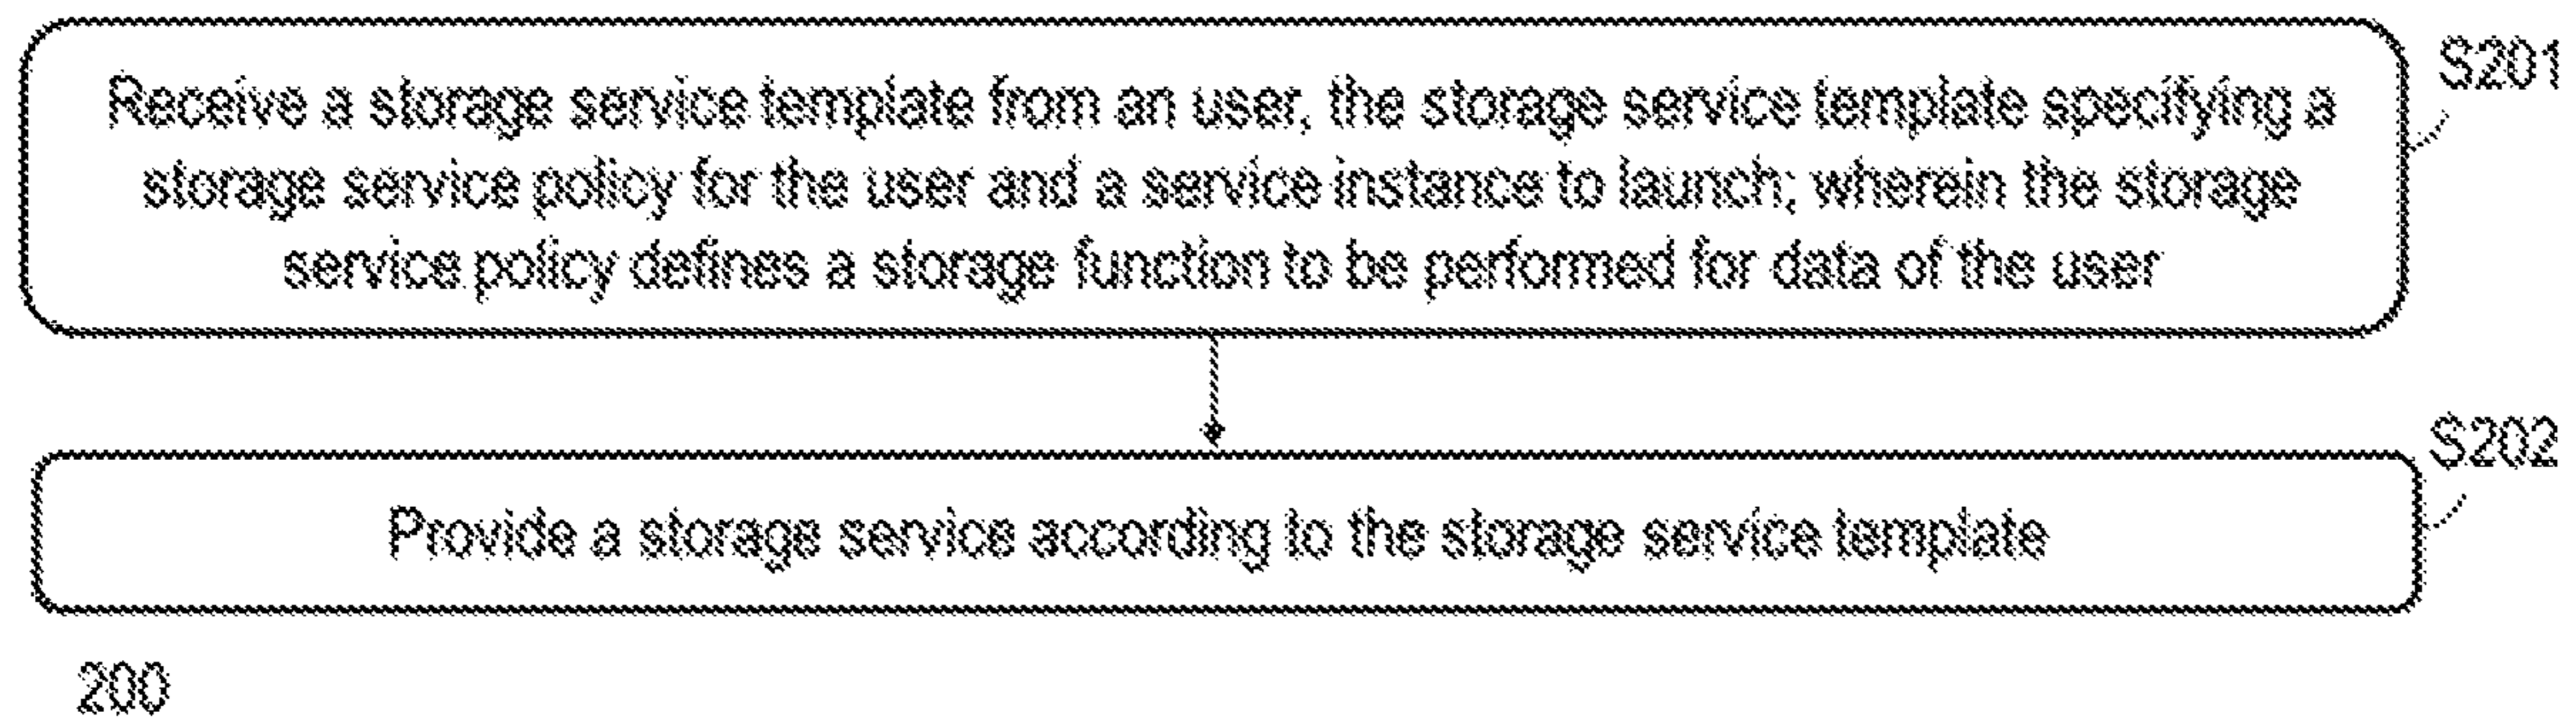 Receive a storage service template from an user, the storage service template specifying a
S201
storage service policy for the user and a service instance to launch; wherein the storage
service policy defines a storage function to be performed for data of the user
S202
Provide a storage service according to the storage service template
200